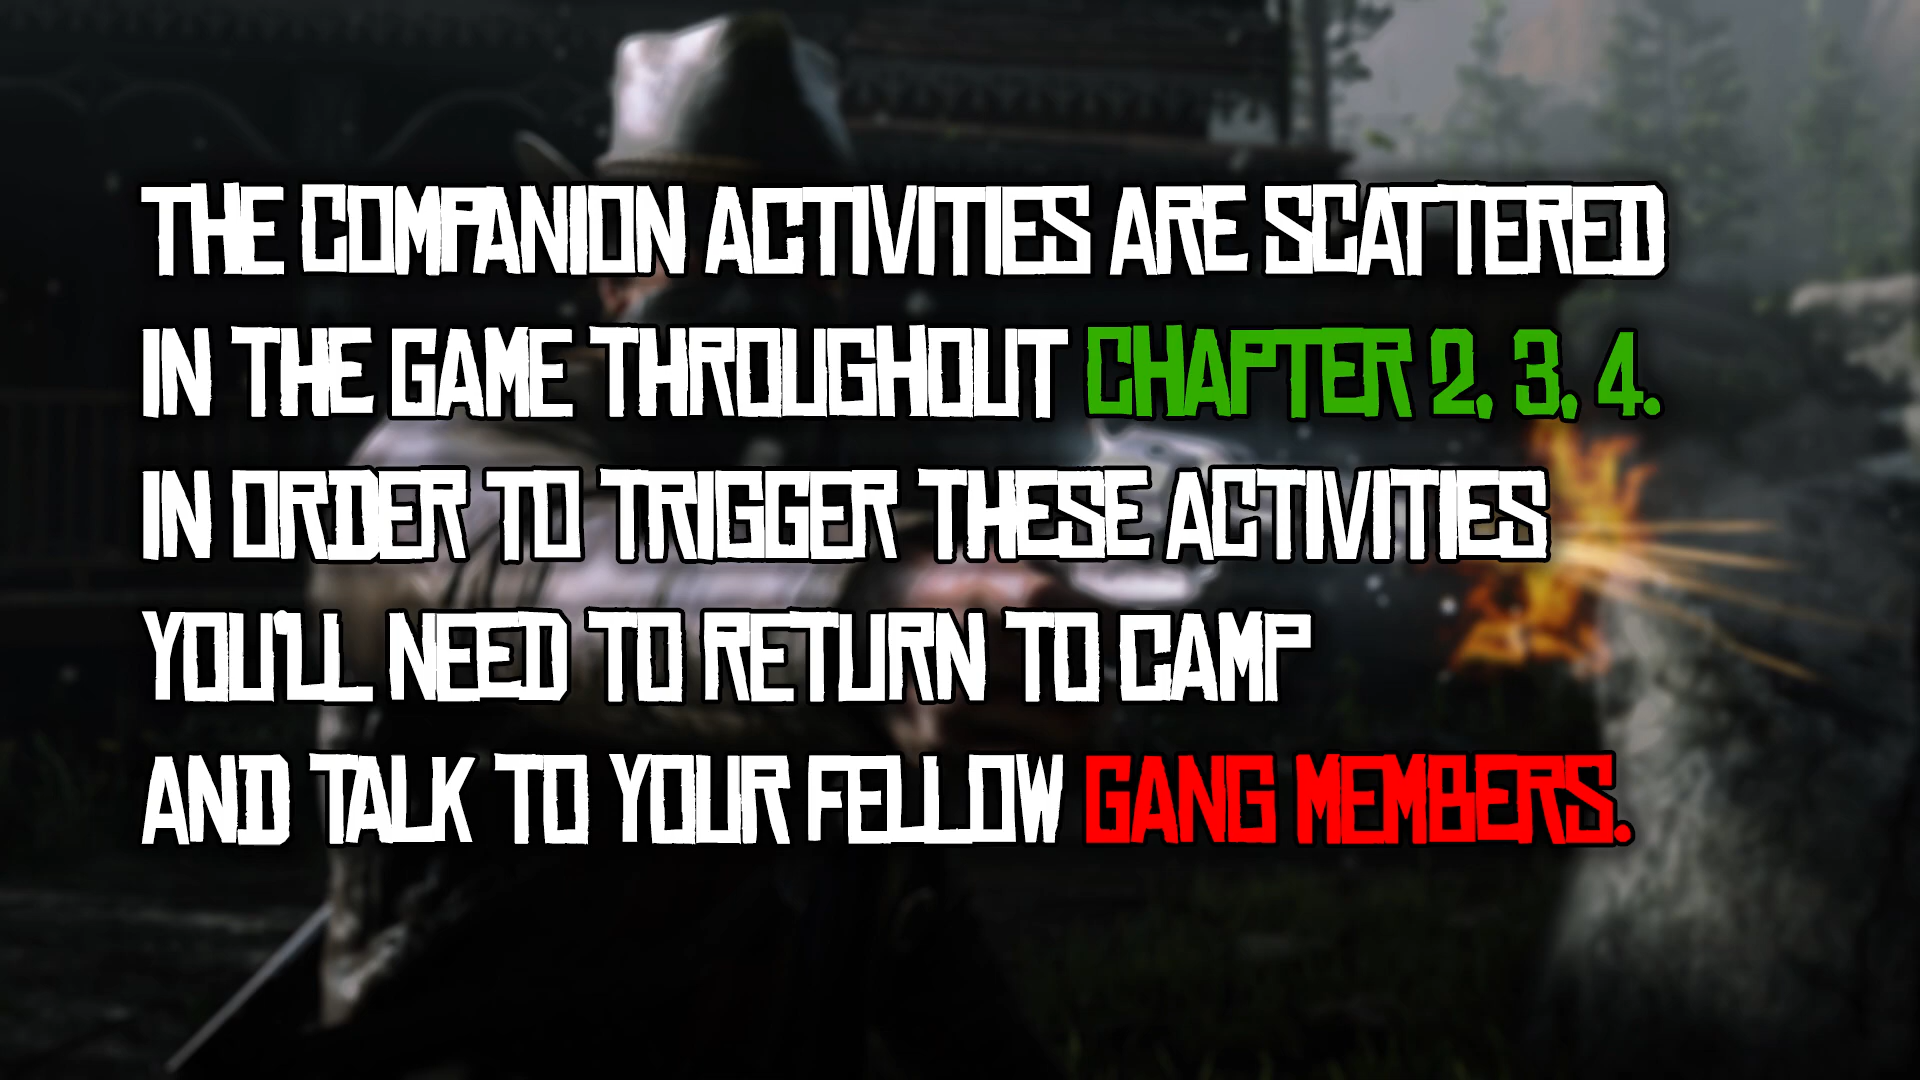 THE COMPANION ACTIVITIES ARE SCATTERED
IN THE GAME THROUGHOUT CHAPTER 2, 3, 4.
IN ORDER TO TRIGGER THESE ACTIVITIES
YOU'LL NEED TO RETURN TO CAMP
AND TALK TO YOUR FELLOW GANG MEMBERS.